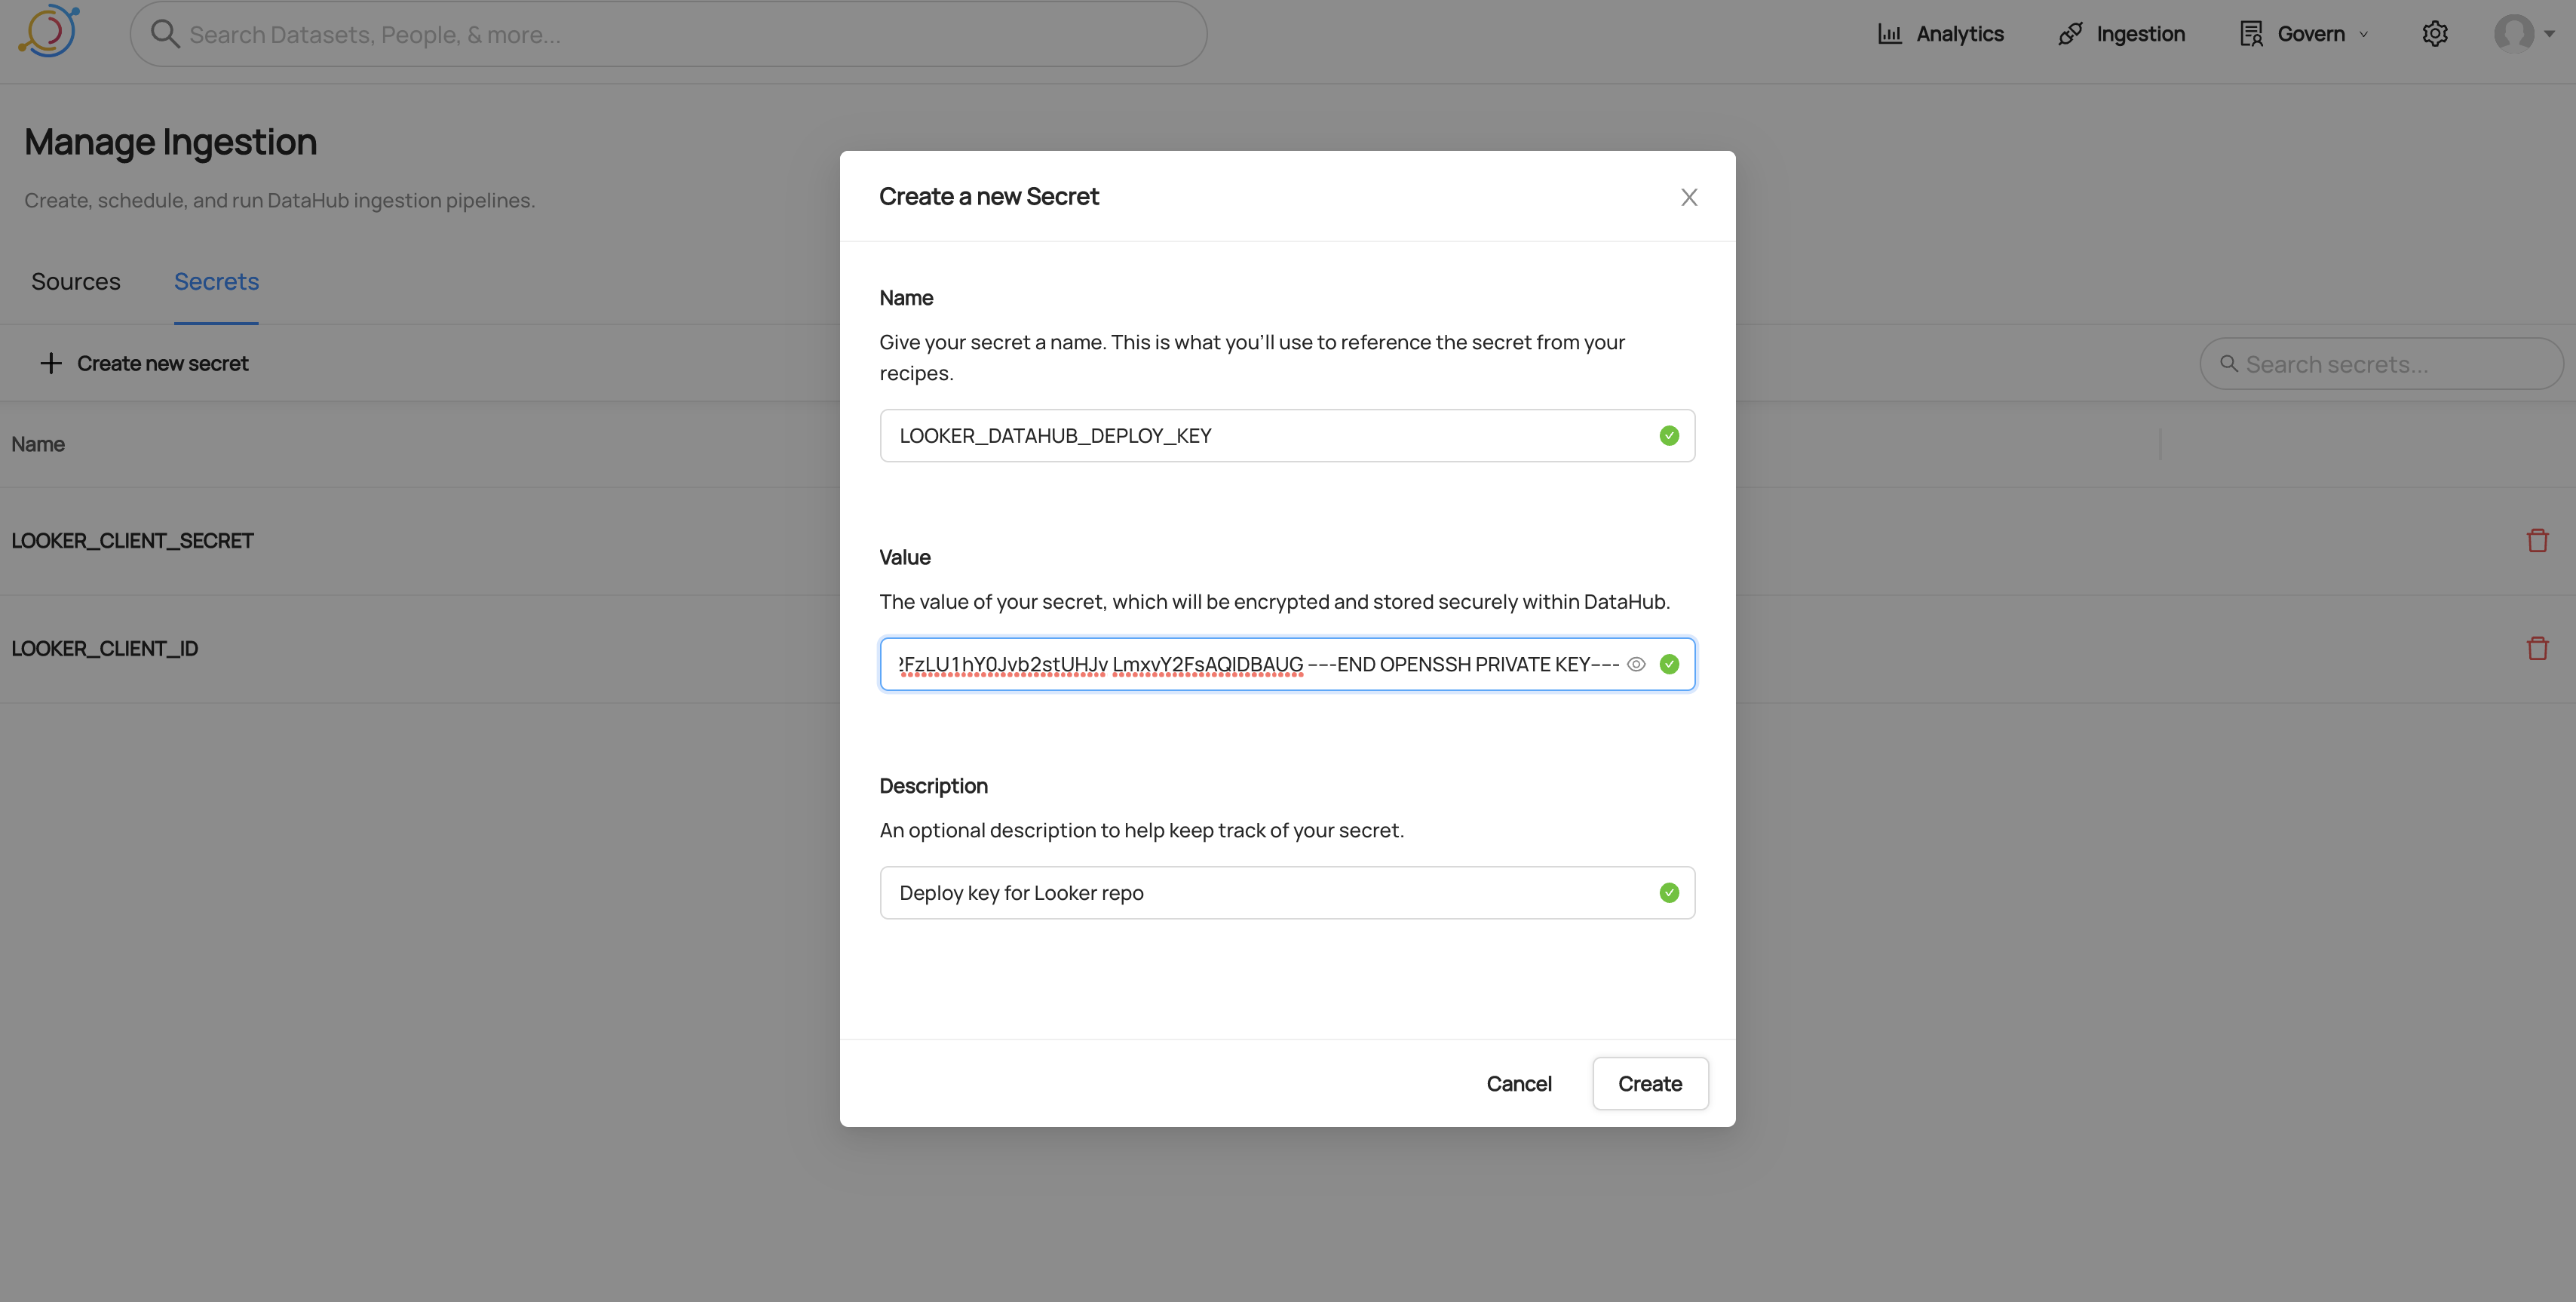 Search Datasets, People, & more...
Analytics
Ingestion
Govern
Manage Ingestion
Create, schedule, and run DataHub ingestion pipelines.
Sources
Secrets
Create new secret
Search secrets...
Name
LOOKER_CLIENT_SECRET
LOOKER_CLIENT_ID
Create a new Secret
Name
Give your secret a name. This is what you'll use to reference the secret from your
recipes.
LOOKER_DATAHUB_DEPLOY_KEY
Value
The value of your secret, which will be encrypted and stored securely within DataHub.
FzLU1hY0Jvb2stUHJv LmxvY2FsAQIDBAUG -----END OPENSSH PRIVATE KEY-----
Description
An optional description to help keep track of your secret.
Deploy key for Looker repo
Cancel
Create